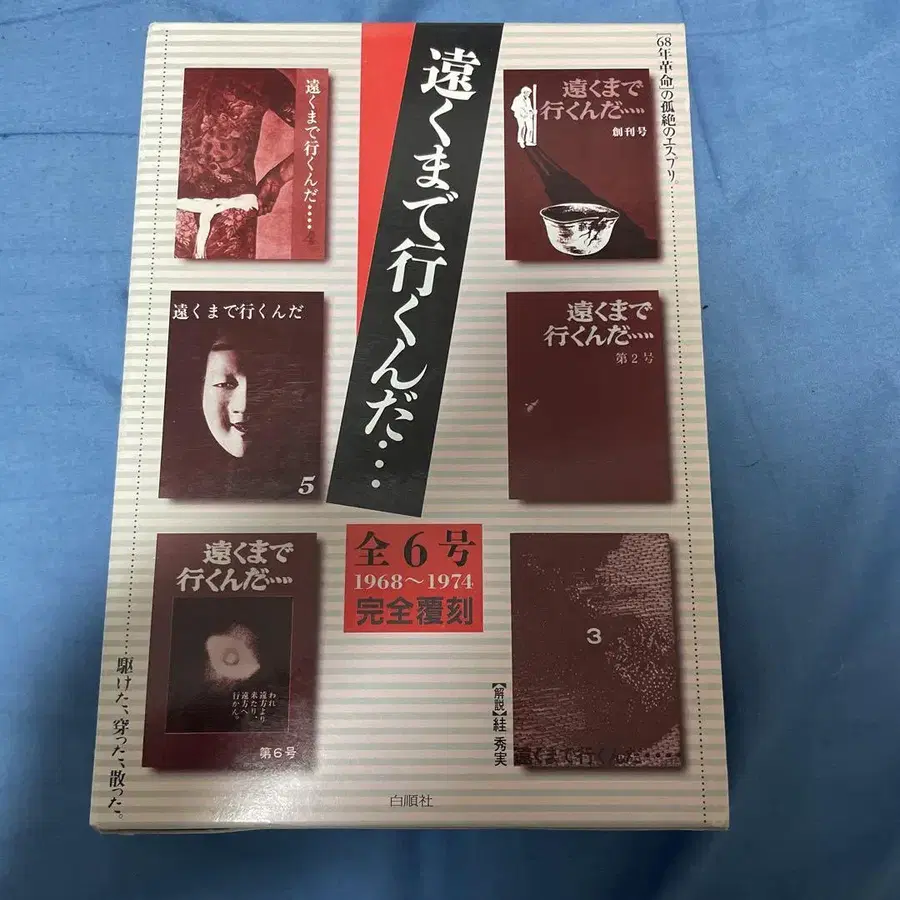 [68年革命]の孤絶のエスプリ。
遠くまで行くんだ…
遠くまで
行くんだ……
創刊号
遠くまで
行くんだ……
第2号
3
遠くまで行くんだ……
遠くまで行くんだ……
4
遠くまで行くんだ
5
遠くまで
行くんだ……
われ
遠方より
来たり、
遠方へ
行かん。
第6号
全6号
1968〜1974
完全覆刻
【解説】絓 秀実
駆けた、穿った、散った。
白順社